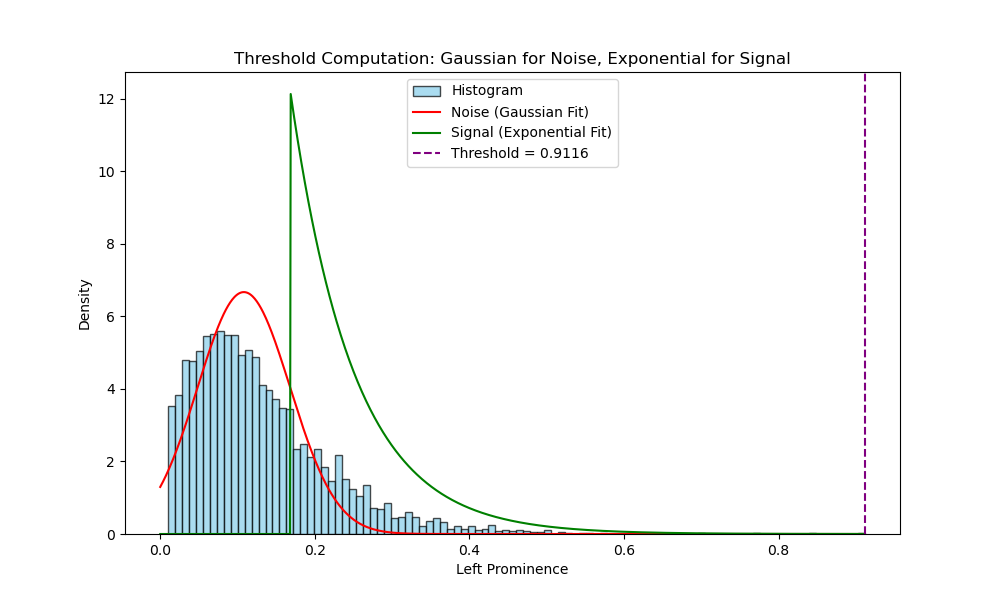 Threshold Computation: Gaussian for Noise, Exponential for Signal
Histogram
Noise (Gaussian Fit)
Signal (Exponential Fit)
Threshold = 0.9116
Density
12
10
8
6
4
2
0
0.0 0.2 0.4 0.6 0.8
Left Prominence